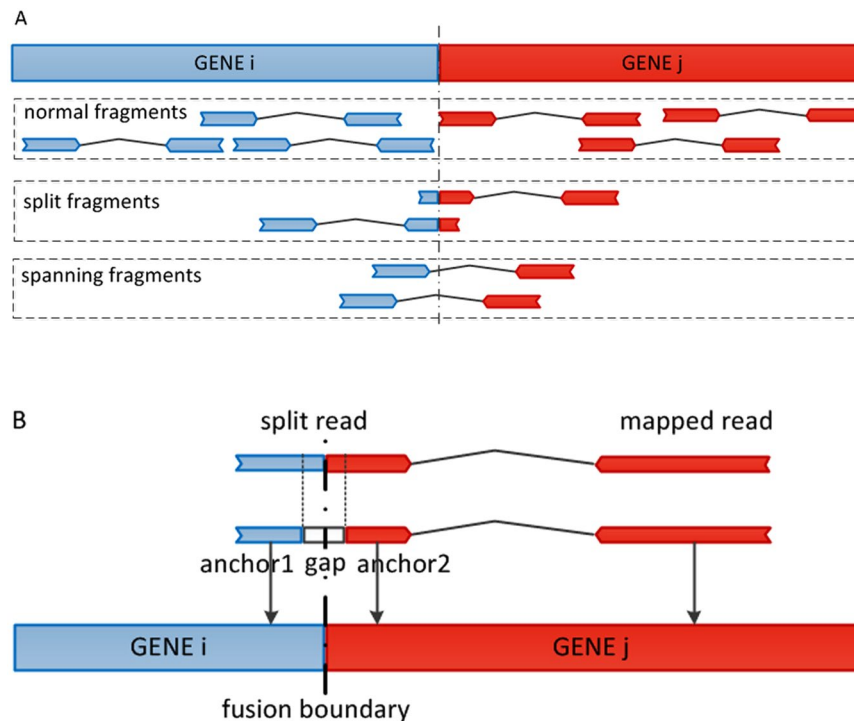 A
GENE i GENE j
normal fragments
split fragments
spanning fragments
B
split read mapped read
anchor1 gap anchor2
GENE i GENE j
fusion boundary